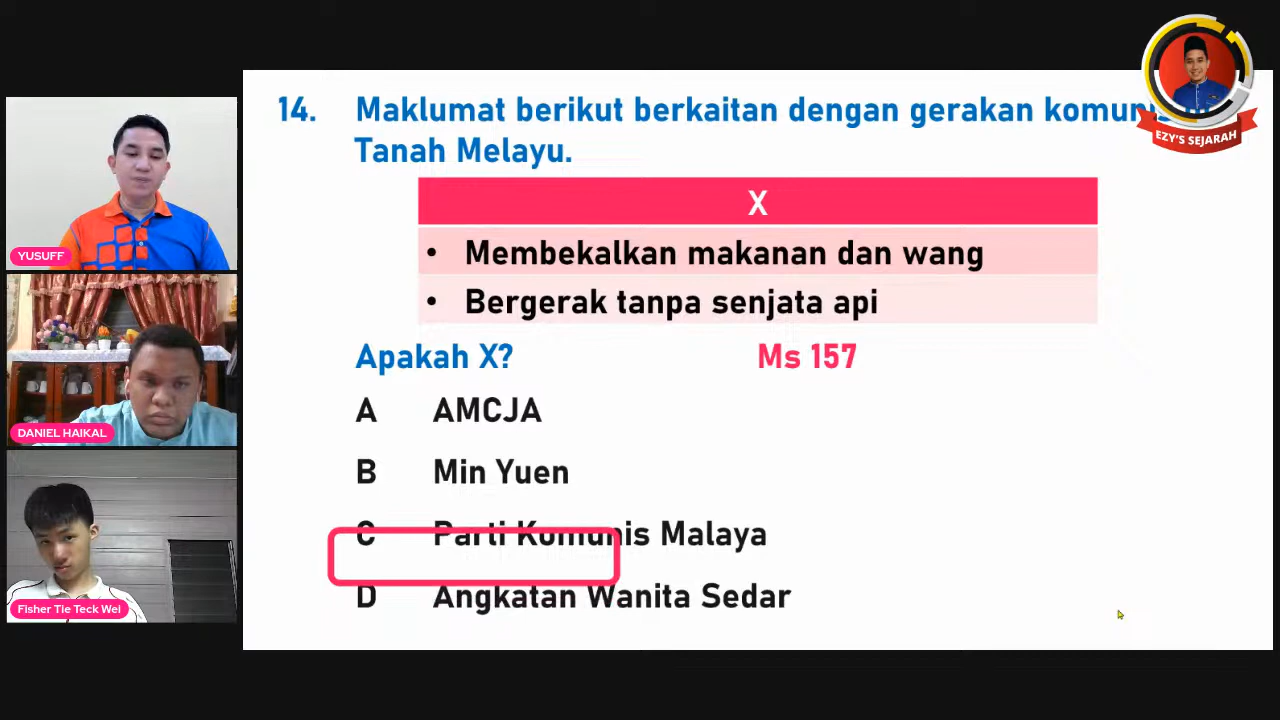 14. Maklumat berikut berkaitan dengan gerakan
Tanah Melayu.
X
• Membekalkan makanan dan wang
• Bergerak tanpa senjata api
Apakah X? Ms 157
A AMCJA
B Min Yuen
C Parti Komunis Malaya
D Angkatan Wanita Sedar
EZY'S SEJARAH
YUSUFF
DANIEL HAIKAL
Fisher Tie Teck Wei